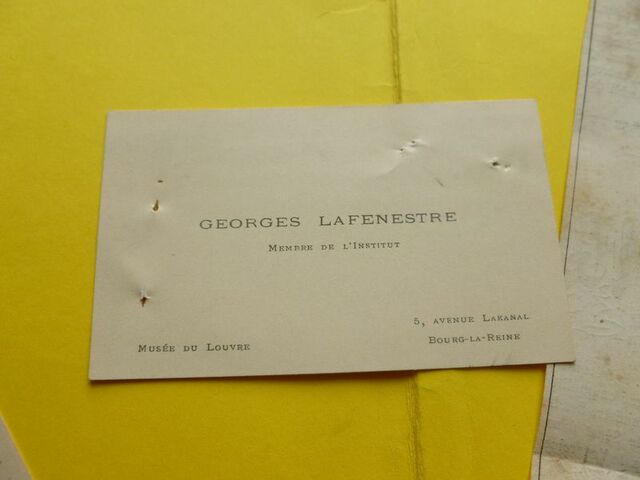 GEORGES LAFENESTRE
MEMBRE DE L'INSTITUT
MUSÉE DU LOUVRE
5, AVENUE LAKANAL
BOURG-LA-REINE